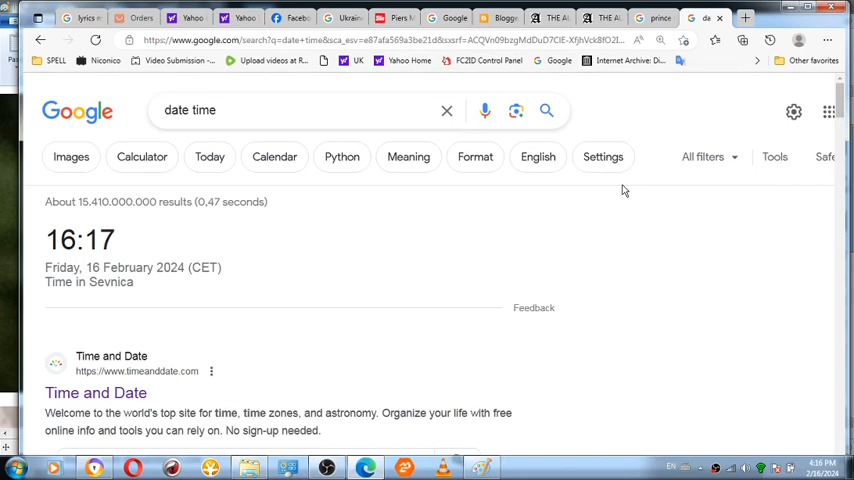 lyrics m
Orders
Yahoo
Yahoo
Facebo
Ukrain
Piers M
Google
Blogge
THE AU
THE AU
prince
da
https://www.google.com/search?q=date+time&sca_esv=e87afa569a3be21d&sxsrf=ACQVn09bzgMdDuD7ClE-XfjhVck8fO2l...
SPELL
Niconico
Video Submission -...
Upload videos at R...
UK
Yahoo Home
FC2ID Control Panel
Google
Internet Archive: Di...
Other favorites
Google
date time
Images
Calculator
Today
Calendar
Python
Meaning
Format
English
Settings
All filters
Tools
Safe
About 15.410.000.000 results (0,47 seconds)
16:17
Friday, 16 February 2024 (CET)
Time in Sevnica
Feedback
Time and Date
https://www.timeanddate.com
Time and Date
Welcome to the world's top site for time, time zones, and astronomy. Organize your life with free
online info and tools you can rely on. No sign-up needed.
EN
4:16 PM
2/16/2024